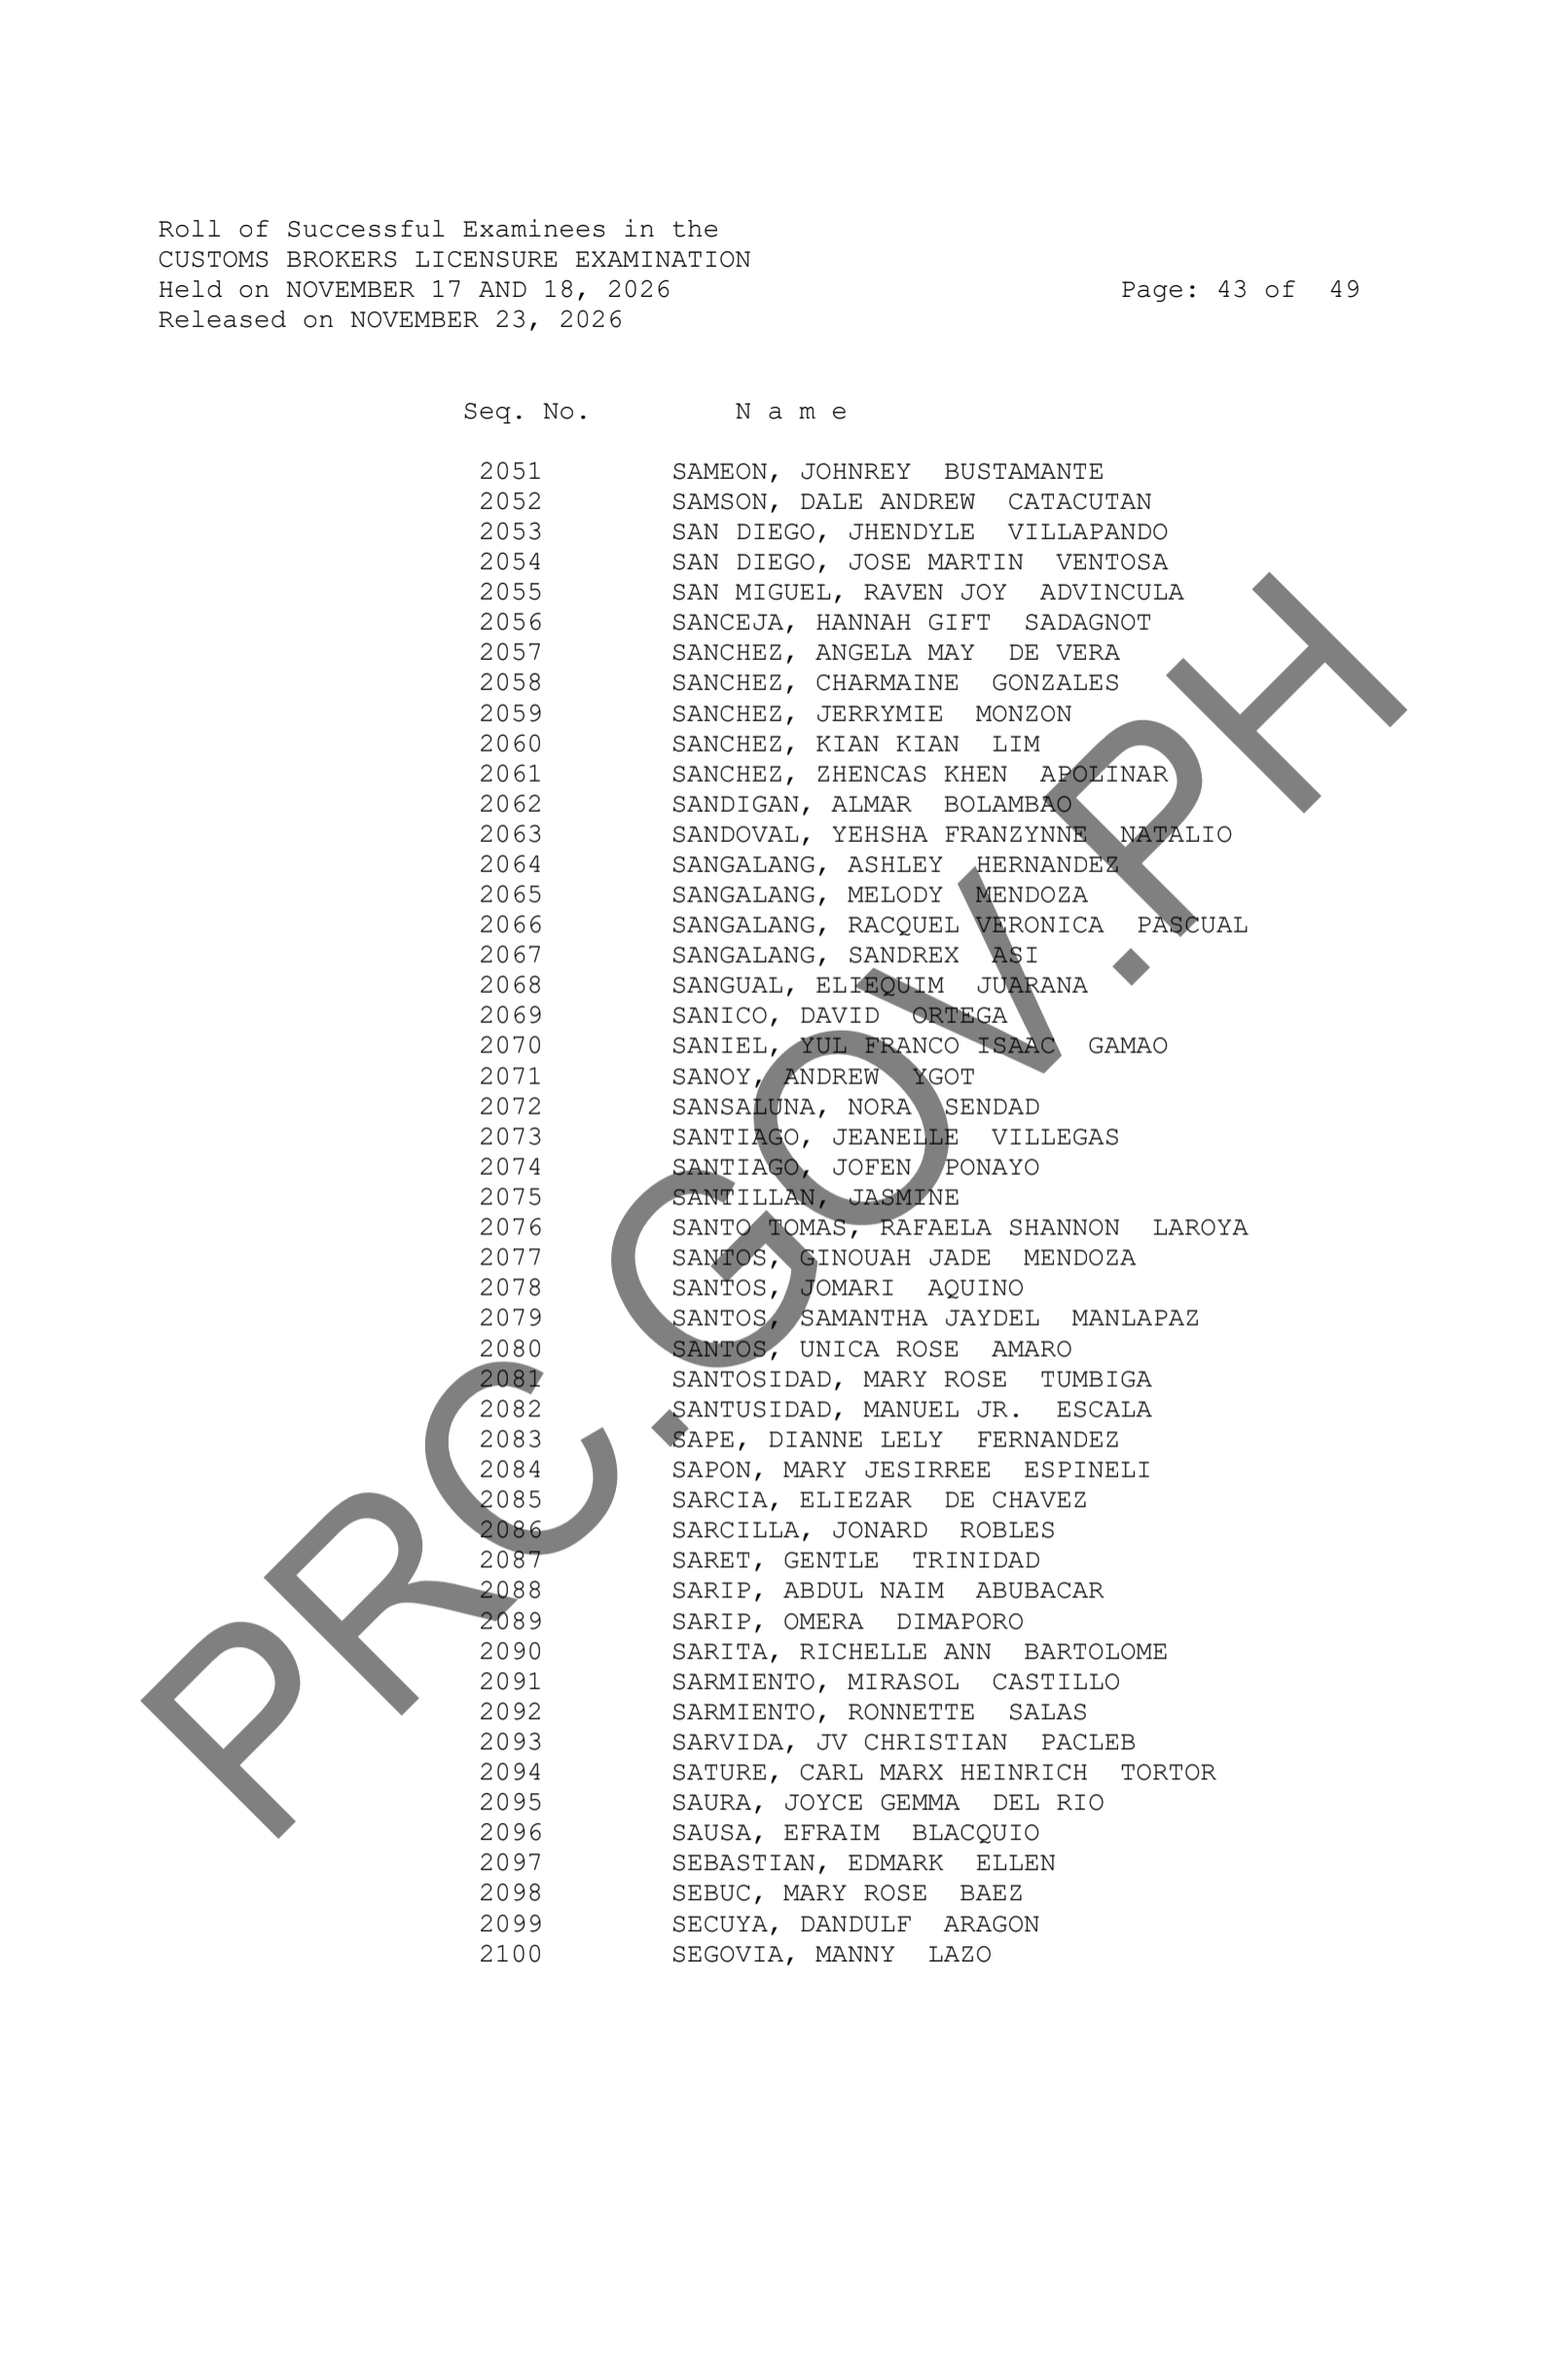 Roll of Successful Examinees in the
CUSTOMS BROKERS LICENSURE EXAMINATION
Held on NOVEMBER 17 AND 18, 2026 Page: 43 of 49
Released on NOVEMBER 23, 2026
Seq. No. N a m e
2051 SAMEON, JOHNREY BUSTAMANTE
2052 SAMSON, DALE ANDREW CATACUTAN
2053 SAN DIEGO, JHENDYLE VILLAPANDO
2054 SAN DIEGO, JOSE MARTIN VENTOSA
2055 SAN MIGUEL, RAVEN JOY ADVINCULA
2056 SANCEJA, HANNAH GIFT SADAGNOT
2057 SANCHEZ, ANGELA MAY DE VERA
2058 SANCHEZ, CHARMAINE GONZALES
2059 SANCHEZ, JERRYMIE MONZON
2060 SANCHEZ, KIAN KIAN LIM
2061 SANCHEZ, ZHENCAS KHEN APOLINAR
2062 SANDIGAN, ALMAR BOLAMBAO
2063 SANDOVAL, YEHSHA FRANZYNNE NATALIO
2064 SANGALANG, ASHLEY HERNANDEZ
2065 SANGALANG, MELODY MENDOZA
2066 SANGALANG, RACQUEL VERONICA PASCUAL
2067 SANGALANG, SANDREX ASI
2068 SANGUAL, ELIEQUIM JUARANA
2069 SANICO, DAVID ORTEGA
2070 SANIEL, YUL FRANCO ISAAC GAMAO
2071 SANOY, ANDREW YGOT
2072 SANSALUNA, NORA SENDAD
2073 SANTIAGO, JEANELLE VILLEGAS
2074 SANTIAGO, JOFEN PONAYO
2075 SANTILLAN, JASMINE
2076 SANTO TOMAS, RAFAELA SHANNON LAROYA
2077 SANTOS, GINOUAH JADE MENDOZA
2078 SANTOS, JOMARI AQUINO
2079 SANTOS, SAMANTHA JAYDEL MANLAPAZ
2080 SANTOS, UNICA ROSE AMARO
2081 SANTOSIDAD, MARY ROSE TUMBIGA
2082 SANTUSIDAD, MANUEL JR. ESCALA
2083 SAPE, DIANNE LELY FERNANDEZ
2084 SAPON, MARY JESIRREE ESPINELI
2085 SARCIA, ELIEZAR DE CHAVEZ
2086 SARCILLA, JONARD ROBLES
2087 SARET, GENTLE TRINIDAD
2088 SARIP, ABDUL NAIM ABUBACAR
2089 SARIP, OMERA DIMAPORO
2090 SARITA, RICHELLE ANN BARTOLOME
2091 SARMIENTO, MIRASOL CASTILLO
2092 SARMIENTO, RONNETTE SALAS
2093 SARVIDA, JV CHRISTIAN PACLEB
2094 SATURE, CARL MARX HEINRICH TORTOR
2095 SAURA, JOYCE GEMMA DEL RIO
2096 SAUSA, EFRAIM BLACQUIO
2097 SEBASTIAN, EDMARK ELLEN
2098 SEBUC, MARY ROSE BAEZ
2099 SECUYA, DANDULF ARAGON
2100 SEGOVIA, MANNY LAZO
PRC.GOV.PH